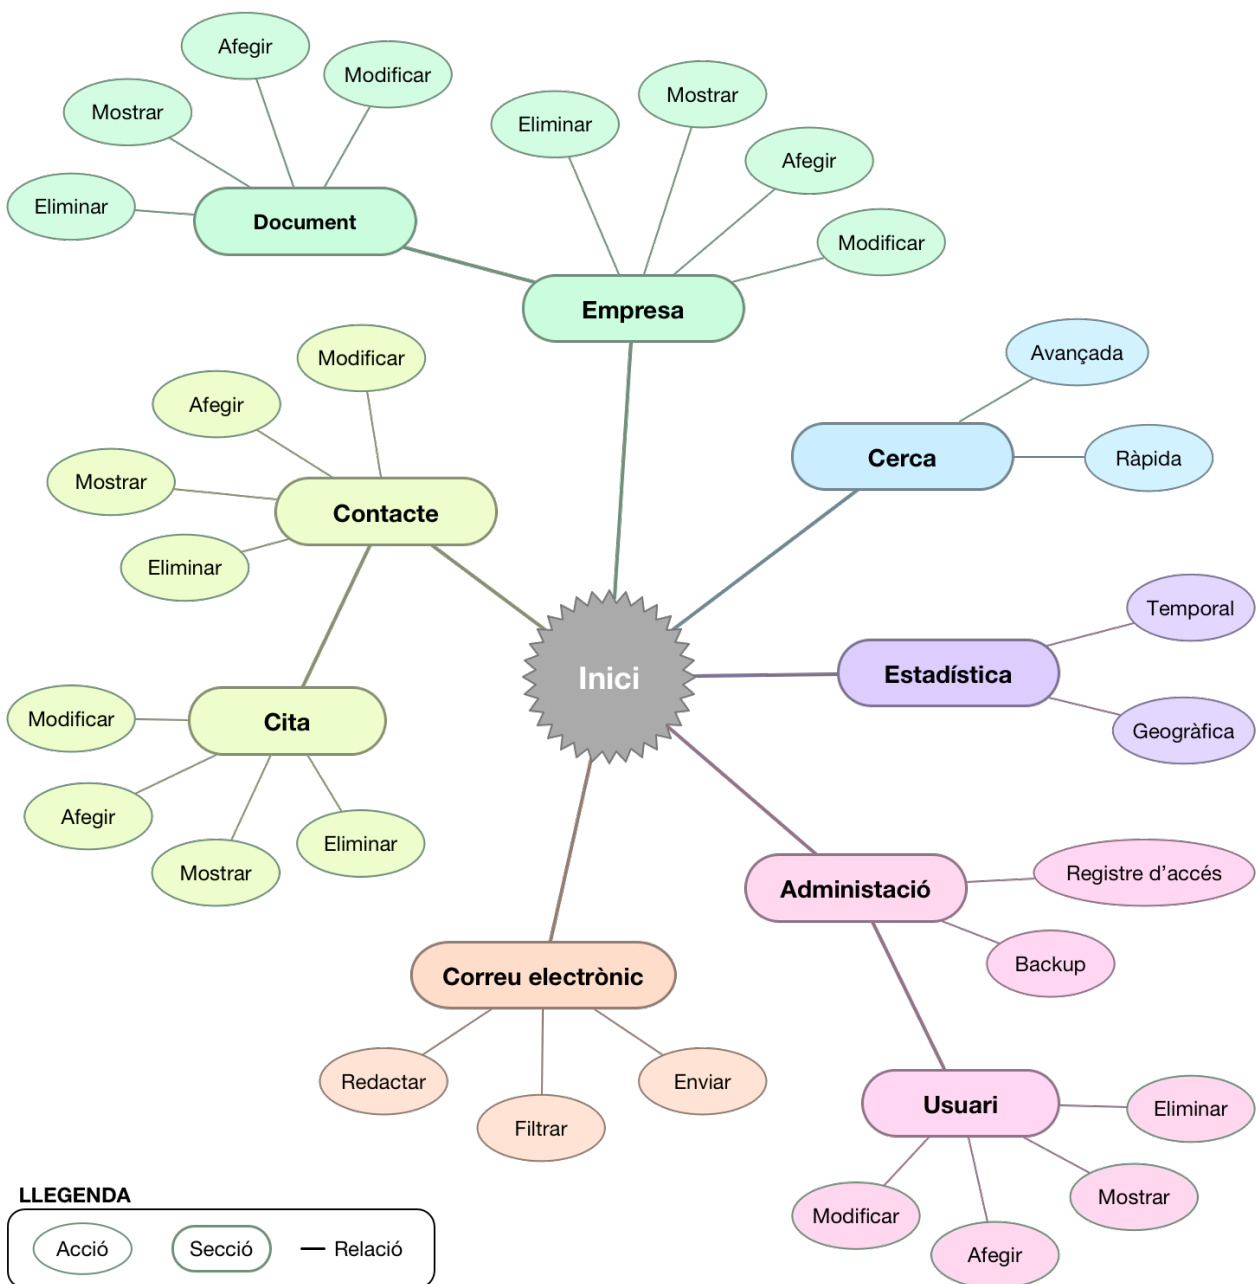 Afegir
Modificar
Mostrar
Eliminar
Document
Eliminar
Mostrar
Afegir
Modificar
Empresa
Modificar
Afegir
Mostrar
Eliminar
Contacte
Avançada
Cerca
Ràpida
Inici
Temporal
Estadística
Geogràfica
Modificar
Cita
Afegir
Mostrar
Eliminar
Administació
Registre d’accés
Backup
Correu electrònic
Redactar
Filtrar
Enviar
Usuari
Eliminar
Mostrar
Modificar
Afegir
LLEGENDA
Acció
Secció
Relació